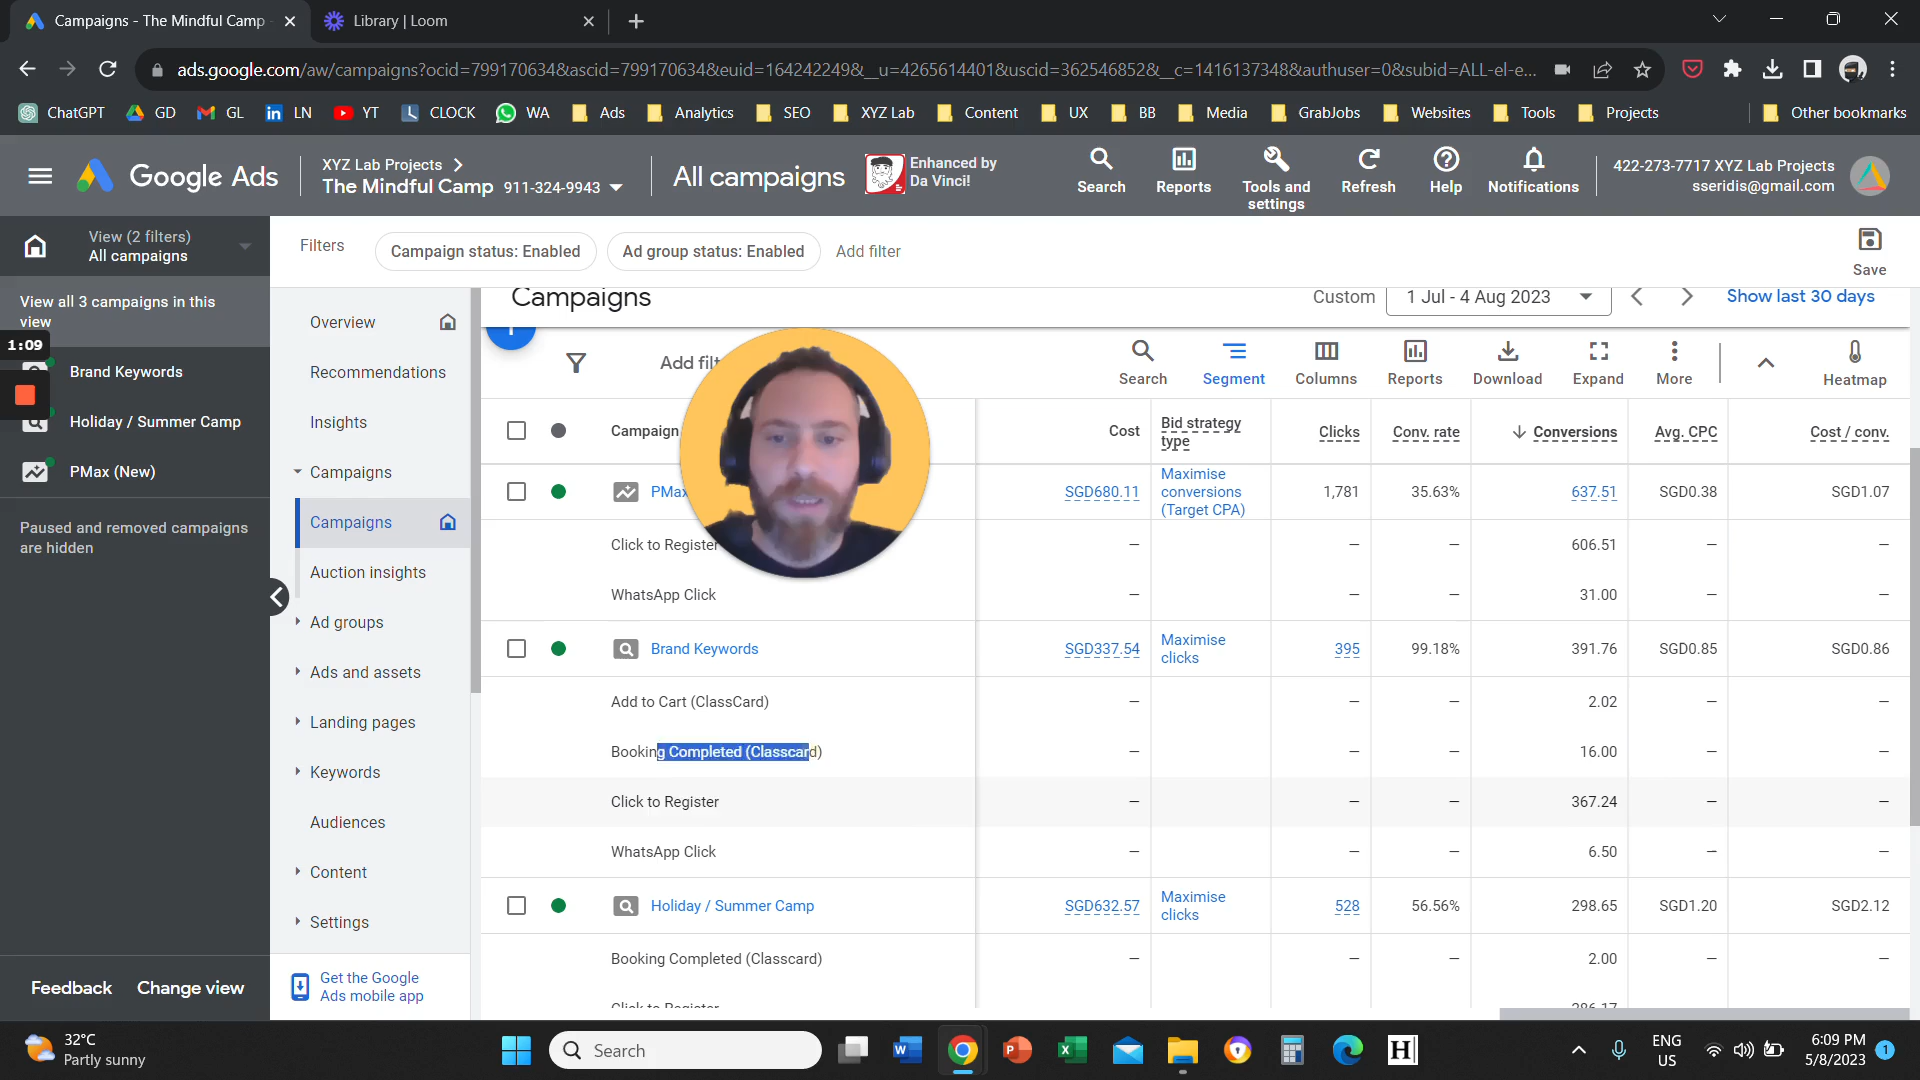 Campaigns - The Mindful Camp
Library | Loom
ads.google.com/aw/campaigns?ocid=799170634&ascid=799170634&euid=164242249&__u=4265614401&uscid=362546852&__c=1416137348&authuser=0&subid=ALL-el-e...
ChatGPT
GD
GL
LN
YT
CLOCK
WA
Ads
Analytics
SEO
XYZ Lab
Content
UX
BB
Media
GrabJobs
Websites
Tools
Projects
Other bookmarks
Google Ads
XYZ Lab Projects
The Mindful Camp 911-324-9943
All campaigns
Enhanced by
Da Vinci!
Search
Reports
Tools and
settings
Refresh
Help
Notifications
422-273-7717 XYZ Lab Projects
sseridis@gmail.com
View (2 filters)
All campaigns
Filters
Campaign status: Enabled
Ad group status: Enabled
Add filter
Save
View all 3 campaigns in this
view
1:09
Brand Keywords
Holiday / Summer Camp
PMax (New)
Paused and removed campaigns
are hidden
Feedback
Change view
Overview
Recommendations
Insights
Campaigns
Campaigns
Auction insights
Ad groups
Ads and assets
Landing pages
Keywords
Audiences
Content
Settings
Get the Google
Ads mobile app
Campaigns
Custom
1 Jul - 4 Aug 2023
Show last 30 days
Add filt
Search
Segment
Columns
Reports
Download
Expand
More
Heatmap
Campaign
Cost
Bid strategy
type
Clicks
Conv. rate
Conversions
Avg. CPC
Cost / conv.
PMax
SGD680.11
Maximise
conversions
(Target CPA)
1,781
35.63%
637.51
SGD0.38
SGD1.07
Click to Register
—
—
—
606.51
—
—
WhatsApp Click
—
—
—
31.00
—
—
Brand Keywords
SGD337.54
Maximise
clicks
395
99.18%
391.76
SGD0.85
SGD0.86
Add to Cart (ClassCard)
—
—
—
2.02
—
—
Booking Completed (Classcard)
—
—
—
16.00
—
—
Click to Register
—
—
—
367.24
—
—
WhatsApp Click
—
—
—
6.50
—
—
Holiday / Summer Camp
SGD632.57
Maximise
clicks
528
56.56%
298.65
SGD1.20
SGD2.12
Booking Completed (Classcard)
—
—
—
2.00
—
—
Click to Register
32°C
Partly sunny
Search
ENG
US
6:09 PM
5/8/2023
1